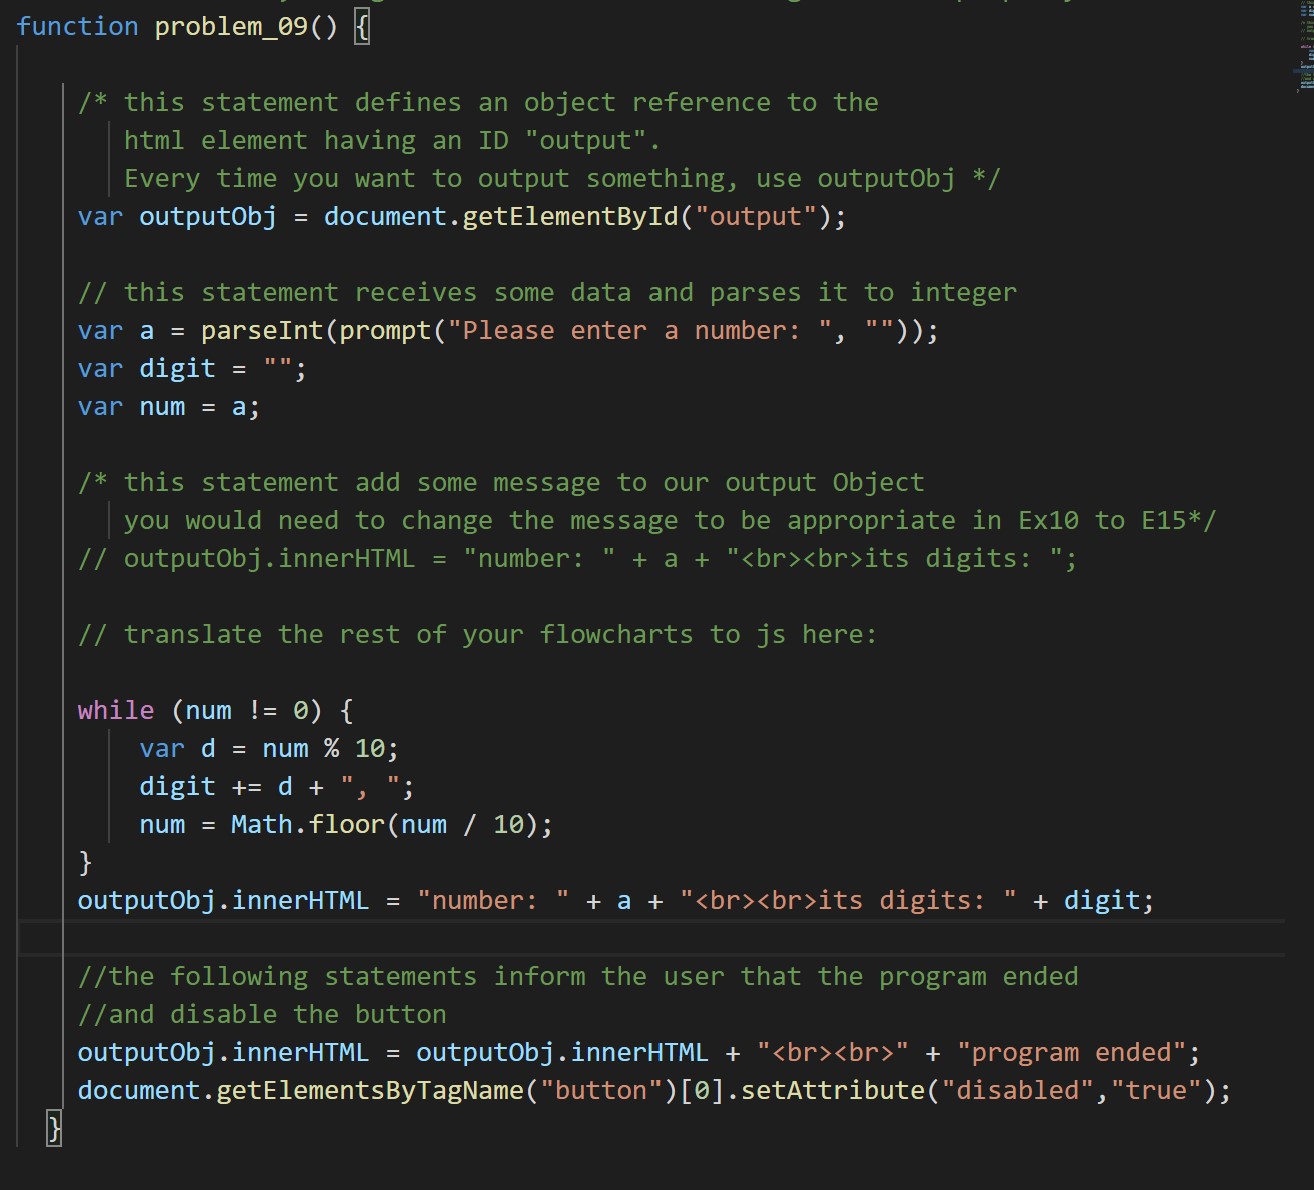 function problem_09() {
/* this statement defines an object reference to the
html element having an ID "output".
Every time you want to output something, use outputObj */
var outputObj = document.getElementById("output");
// this statement receives some data and parses it to integer
var a = parseInt(prompt("Please enter a number: ", ""));
var digit = "";
var num = a;
/* this statement add some message to our output Object
you would need to change the message to be appropriate in Ex10 to E15*/
// outputObj.innerHTML = "number: " + a + "<br><br>its digits: ";
// translate the rest of your flowcharts to js here:
while (num != 0) {
var d = num % 10;
digit += d + ", ";
num = Math.floor(num / 10);
}
outputObj.innerHTML = "number: " + a + "<br><br>its digits: " + digit;
//the following statements inform the user that the program ended
//and disable the button
outputObj.innerHTML = outputObj.innerHTML + "<br><br>" + "program ended";
document.getElementsByTagName("button")[0].setAttribute("disabled","true");
}